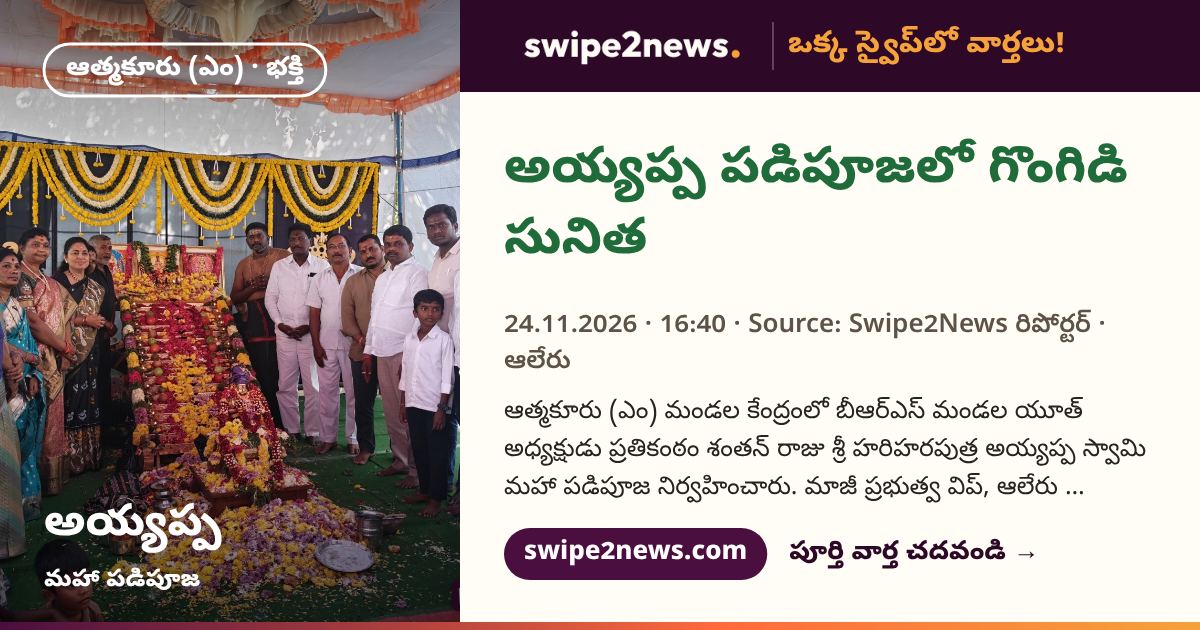 ఆత్మకూరు (ఎం) · భక్తి
అయ్యప్ప
మహా పడిపూజ
swipe2news.
ఒక్క స్వైప్‌లో వార్తలు!
అయ్యప్ప పడిపూజలో గొంగిడి
సునిత
24.11.2026 · 16:40 · Source: Swipe2News రిపోర్టర్ ·
ఆలేరు
ఆత్మకూరు (ఎం) మండల కేంద్రంలో బీఆర్ఎస్ మండల యూత్
అధ్యక్షుడు ప్రతికంఠం శంతన్ రాజు శ్రీ హరిహరపుత్ర అయ్యప్ప స్వామి
మహా పడిపూజ నిర్వహించారు. మాజీ ప్రభుత్వ విప్, ఆలేరు ...
swipe2news.com
పూర్తి వార్త చదవండి →